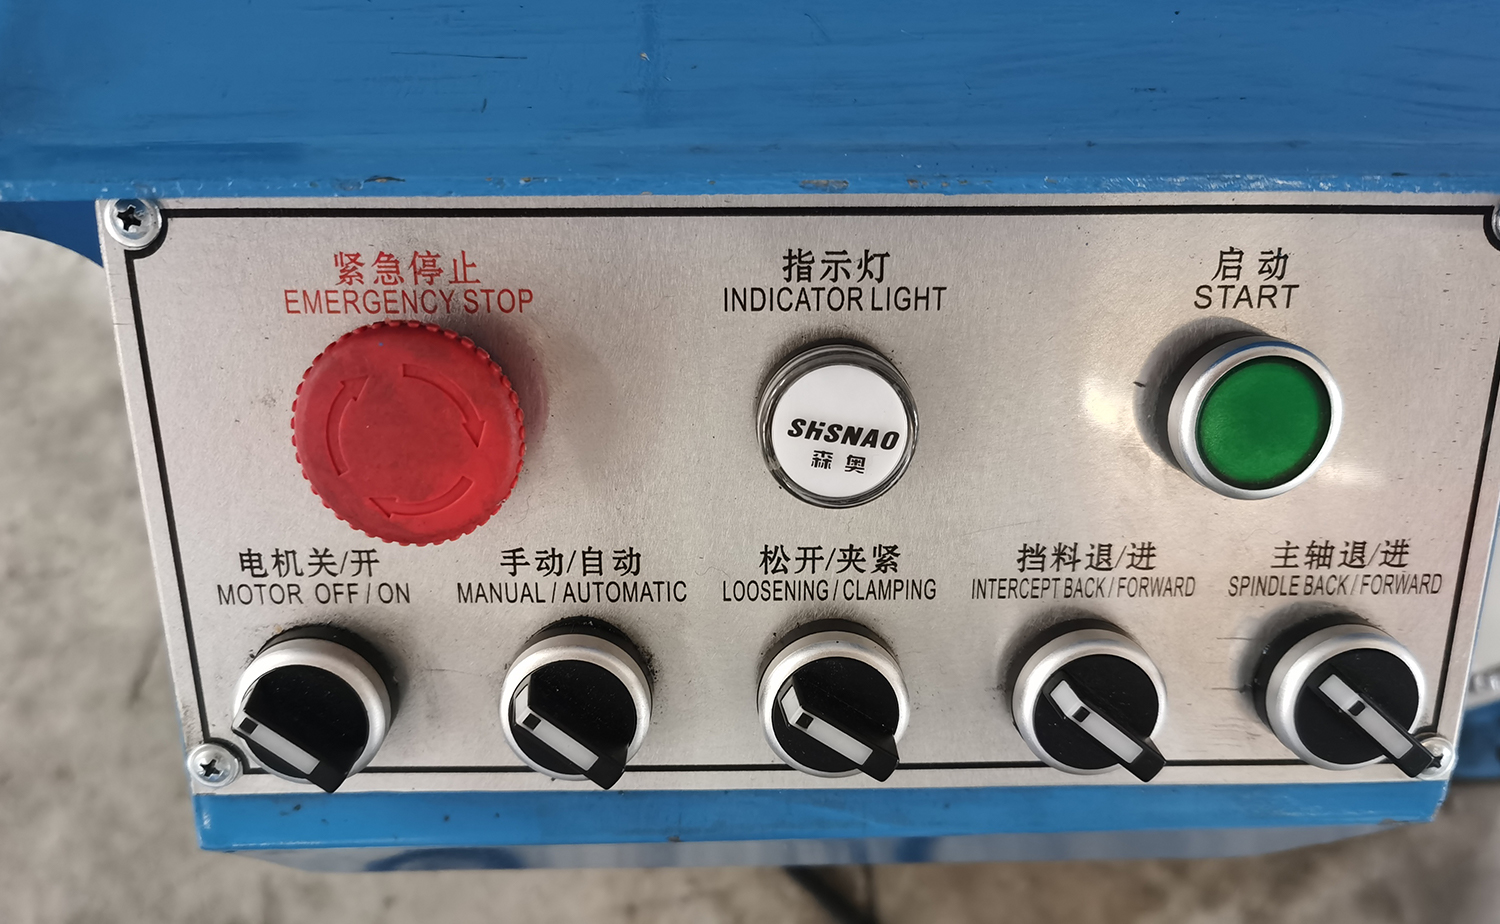 紧急停止
EMERGENCY STOP
指示灯
INDICATOR LIGHT
启动
START
SHSNAO
森奥
电机关/开
MOTOR OFF/ON
手动/自动
MANUAL/AUTOMATIC
松开/夹紧
LOOSENING/CLAMPING
挡料退/进
INTERCEPT BACK/FORWARD
主轴退/进
SPINDLE BACK/FORWARD